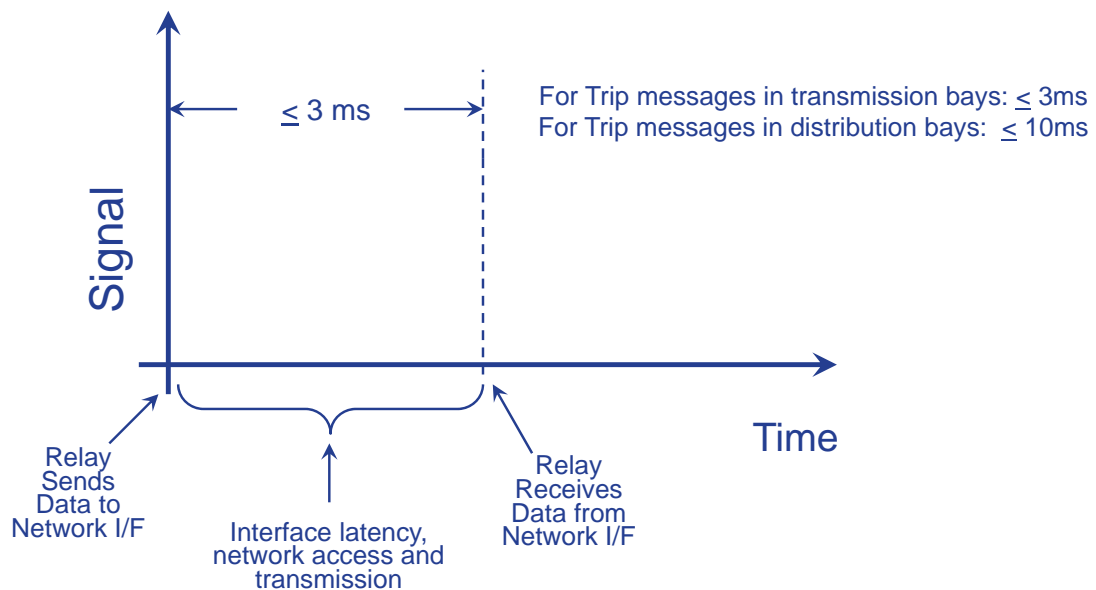 ≤ 3 ms
For Trip messages in transmission bays: ≤ 3ms
For Trip messages in distribution bays: ≤ 10ms
Signal
Time
Relay
Sends
Data to
Network I/F
Interface latency,
network access and
transmission
Relay
Receives
Data from
Network I/F